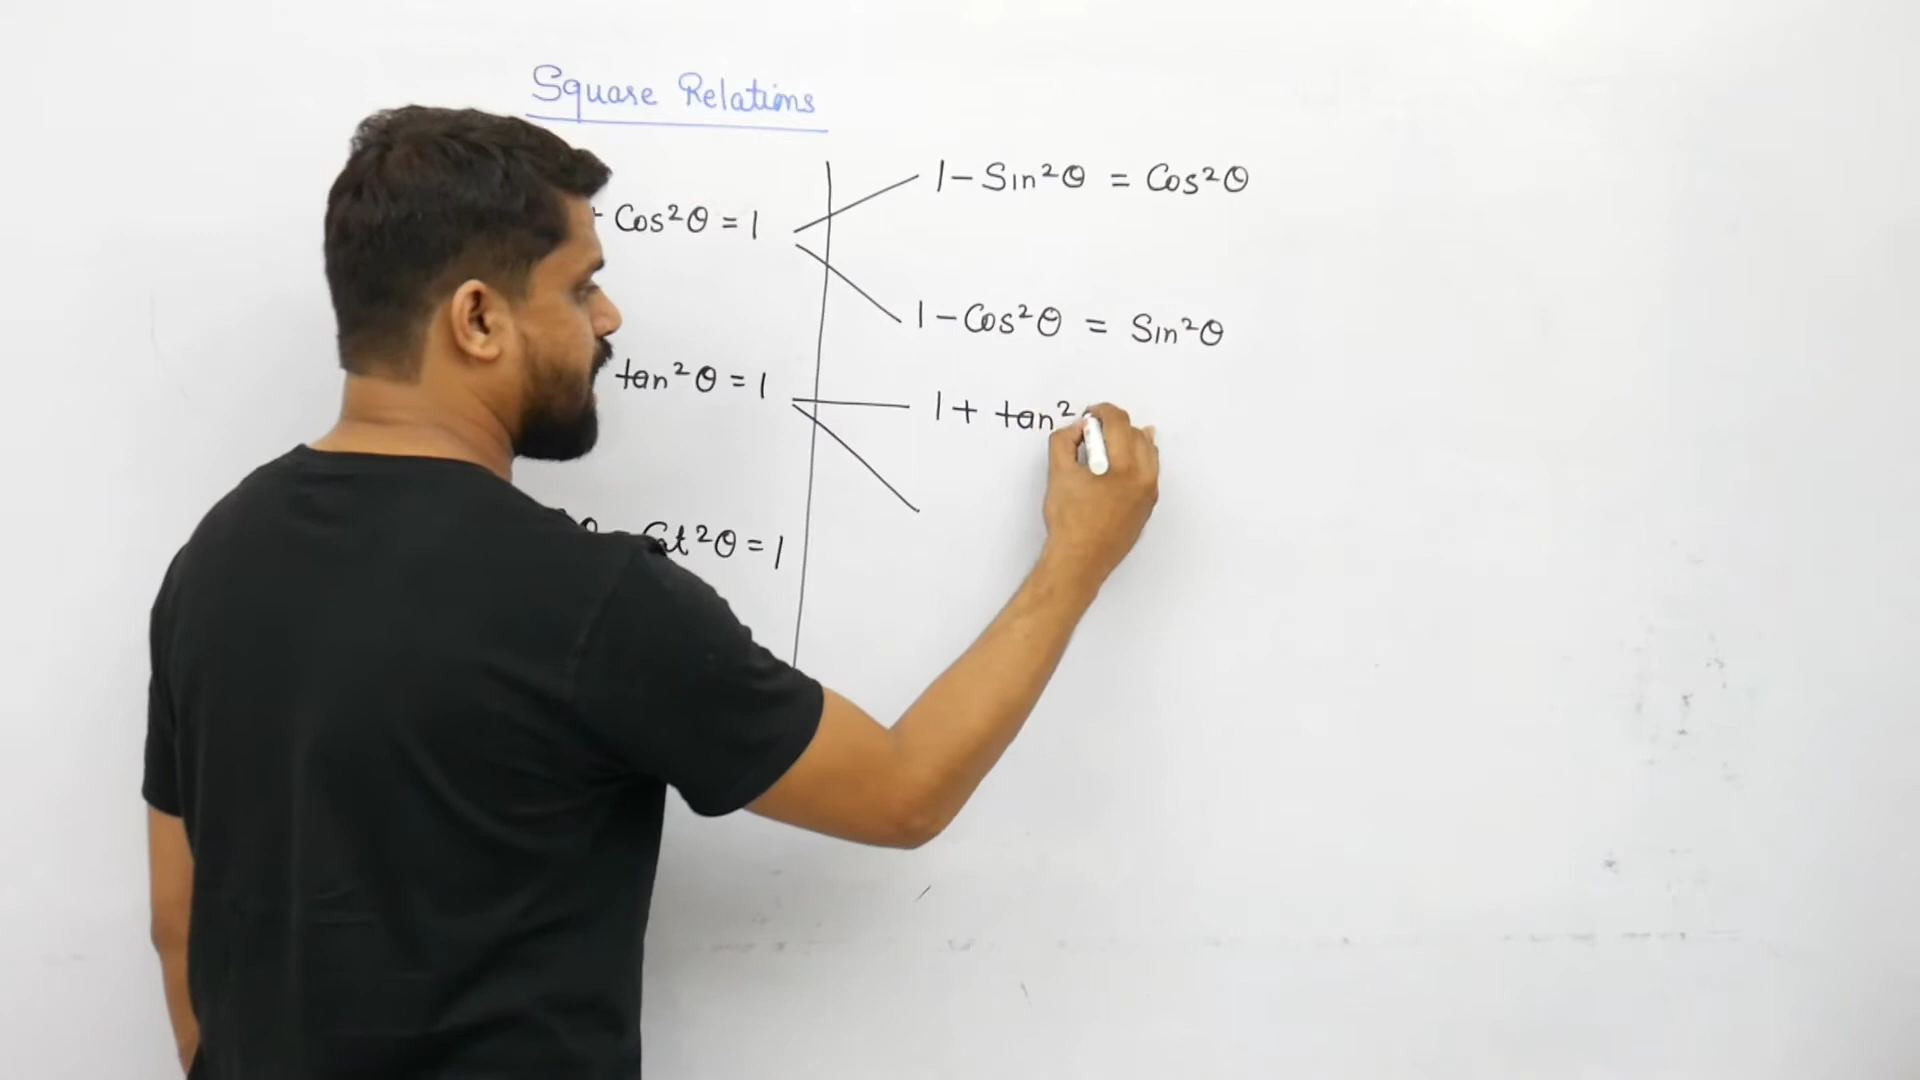 Square Relations
Cos²θ = 1
1 - Sin²θ = Cos²θ
1 - Cos²θ = Sin²θ
tan²θ = 1
1 + tan²
Cot²θ = 1